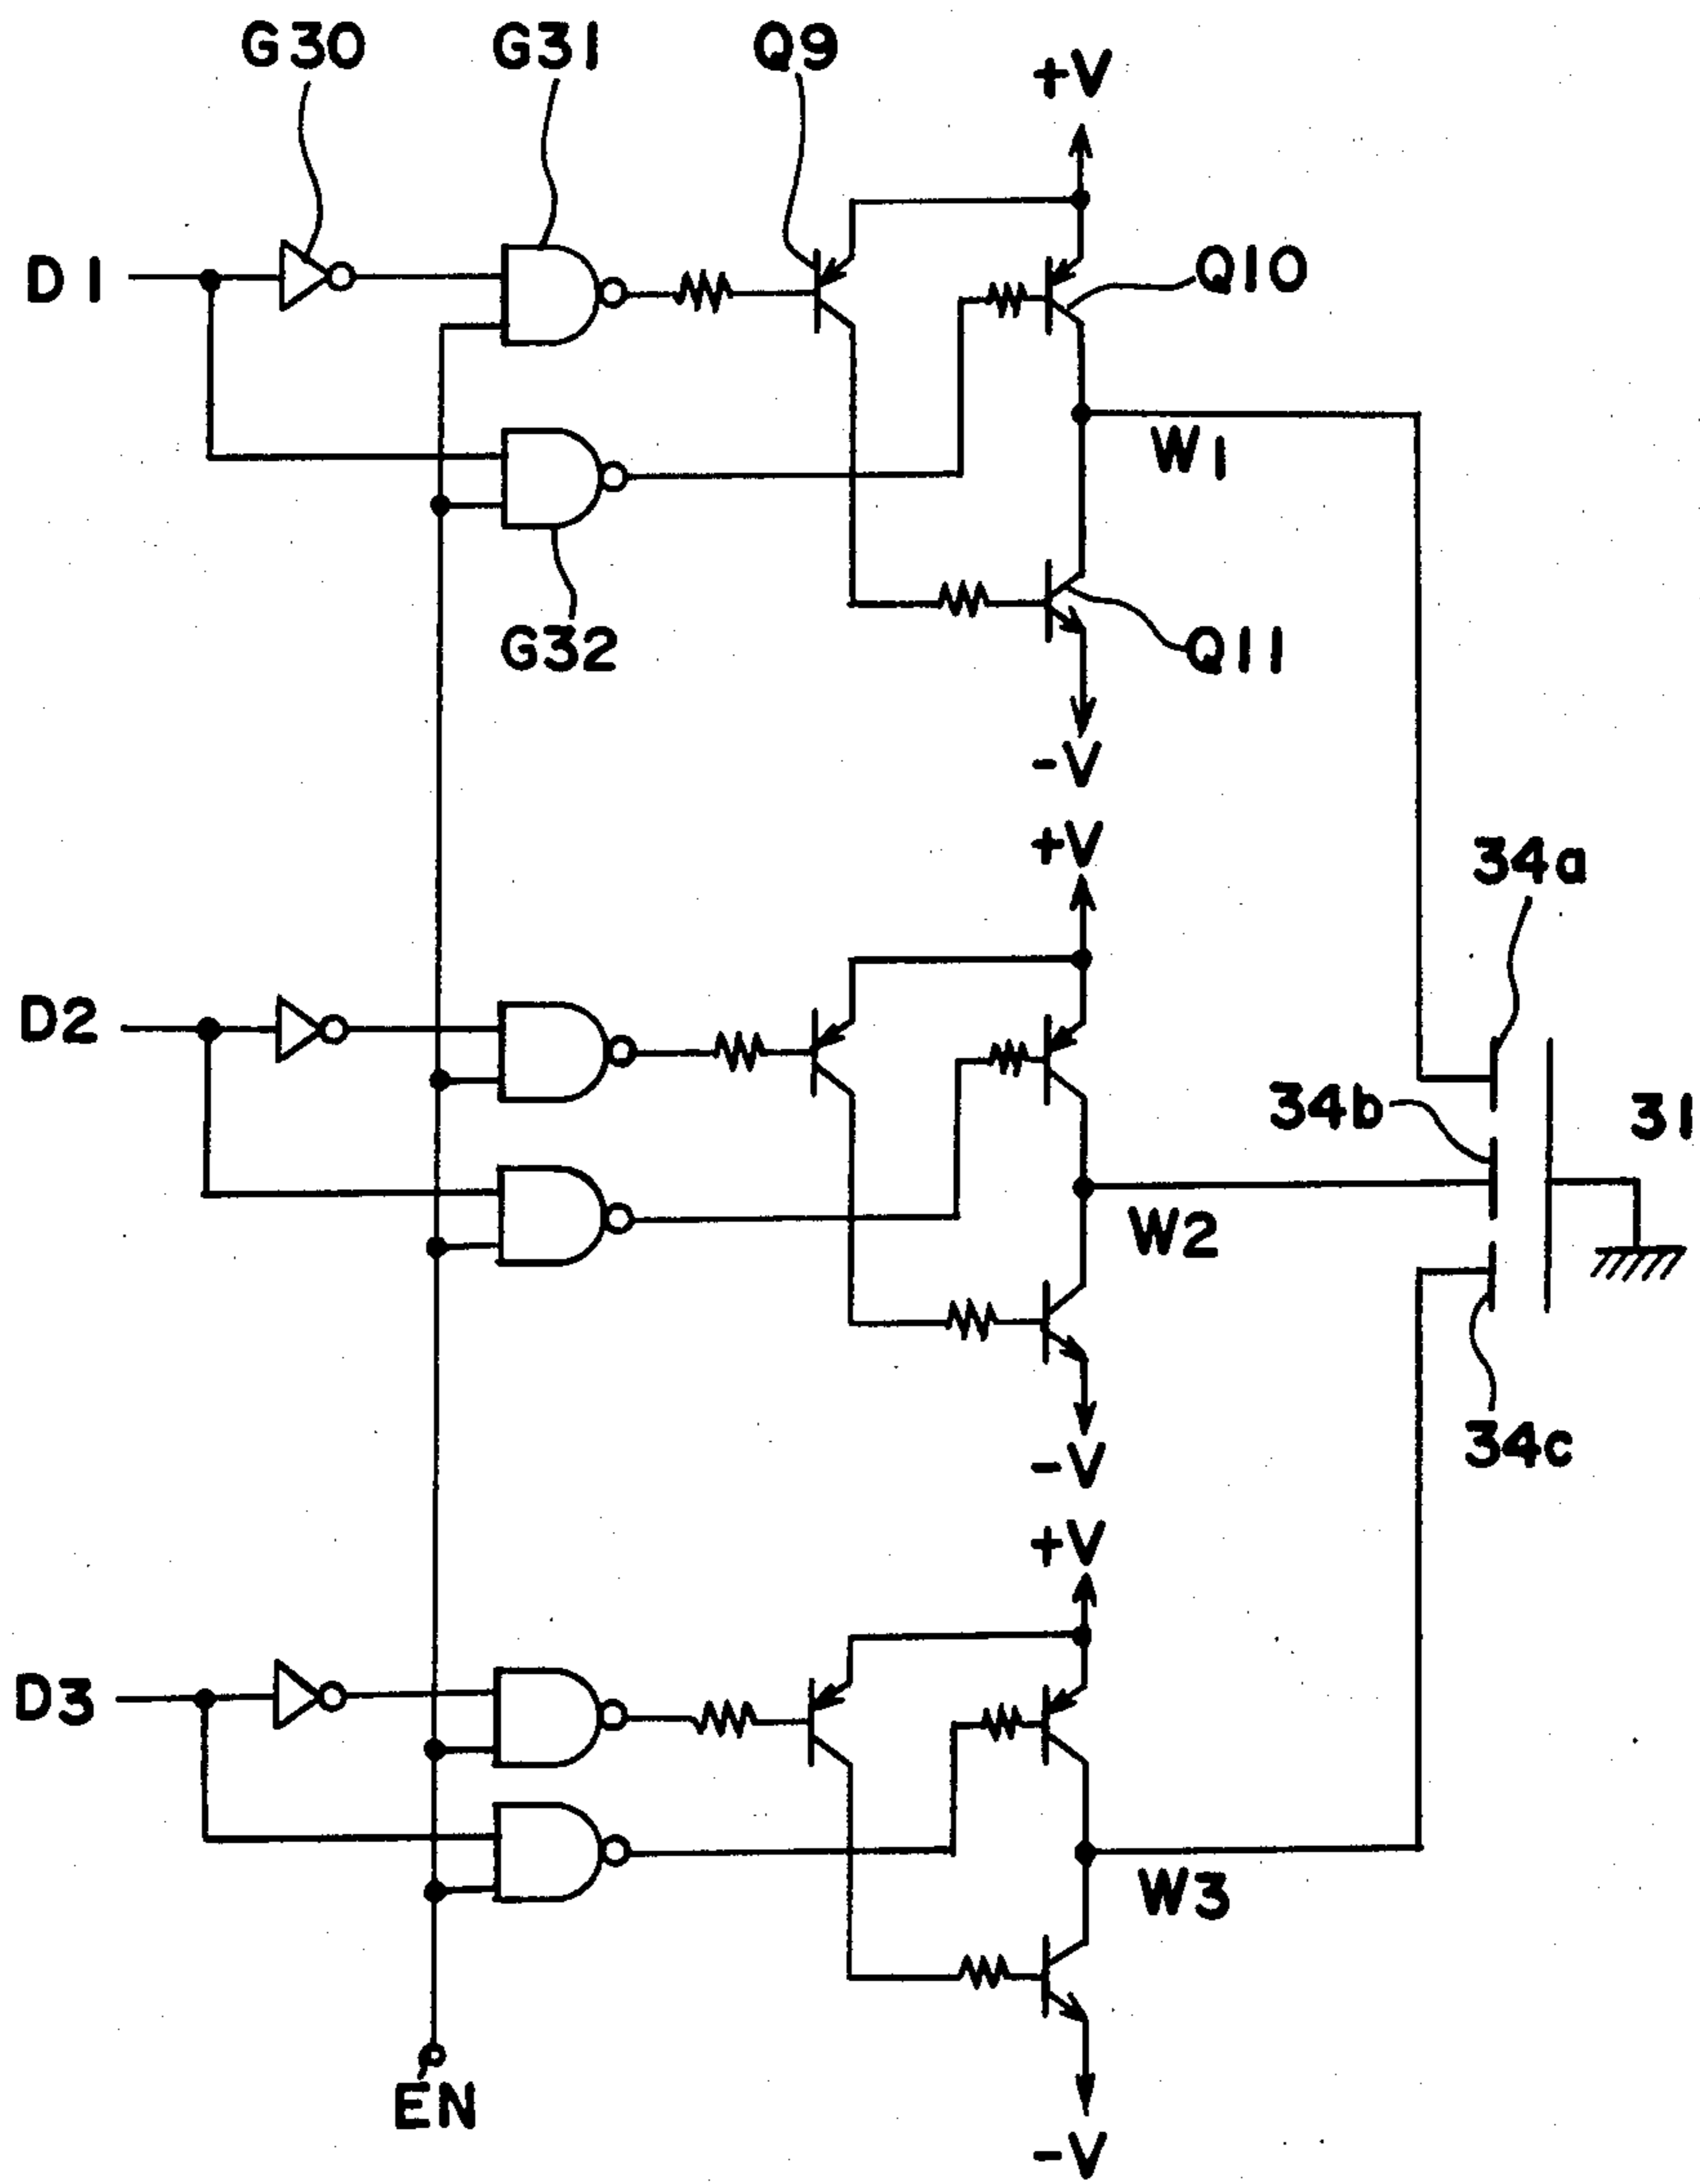 G30 G31 Q9
+V
D1
Q10
W1
G32
Q11
-V
+V
34a
D2
34b
31
W2
34c
-V
+V
D3
W3
EN
-V